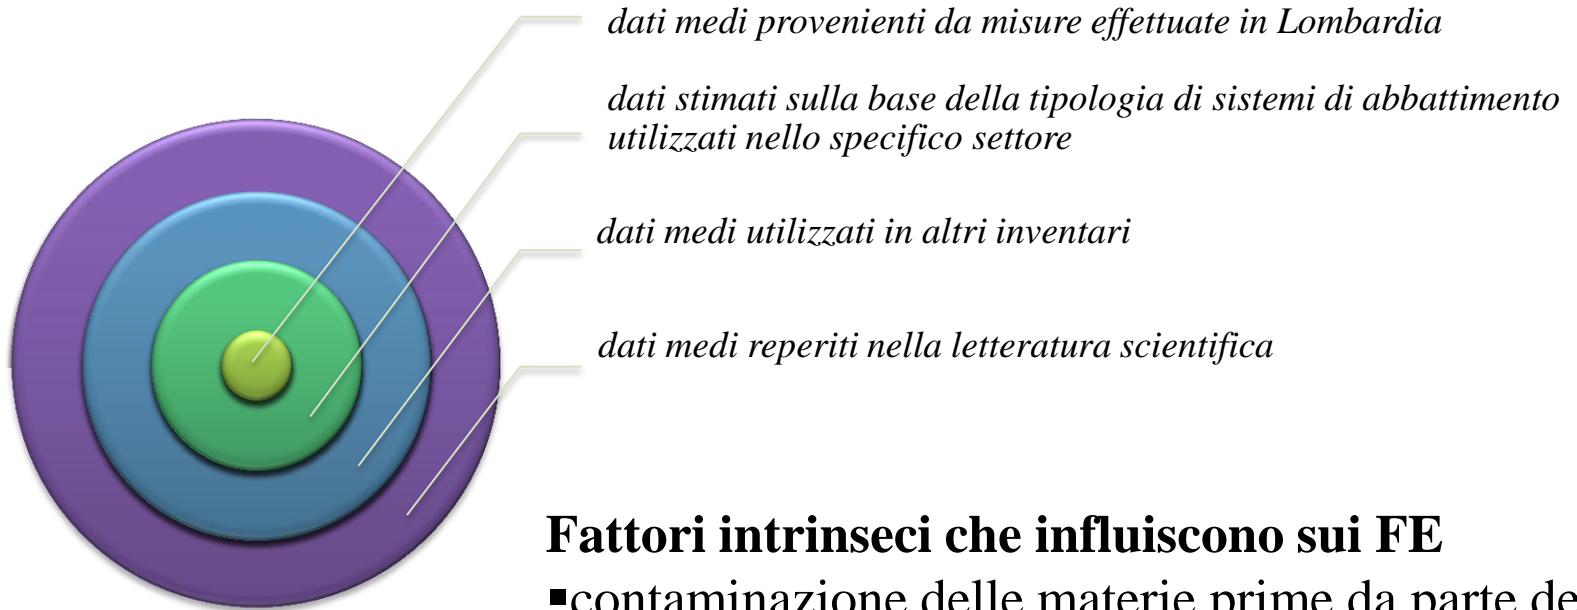 dati medi provenienti da misure effettuate in Lombardia
dati stimati sulla base della tipologia di sistemi di abbattimento
utilizzati nello specifico settore
dati medi utilizzati in altri inventari
dati medi reperiti nella letteratura scientifica
Fattori intrinseci che influiscono sui FE
▪contaminazione delle materie prime da parte de